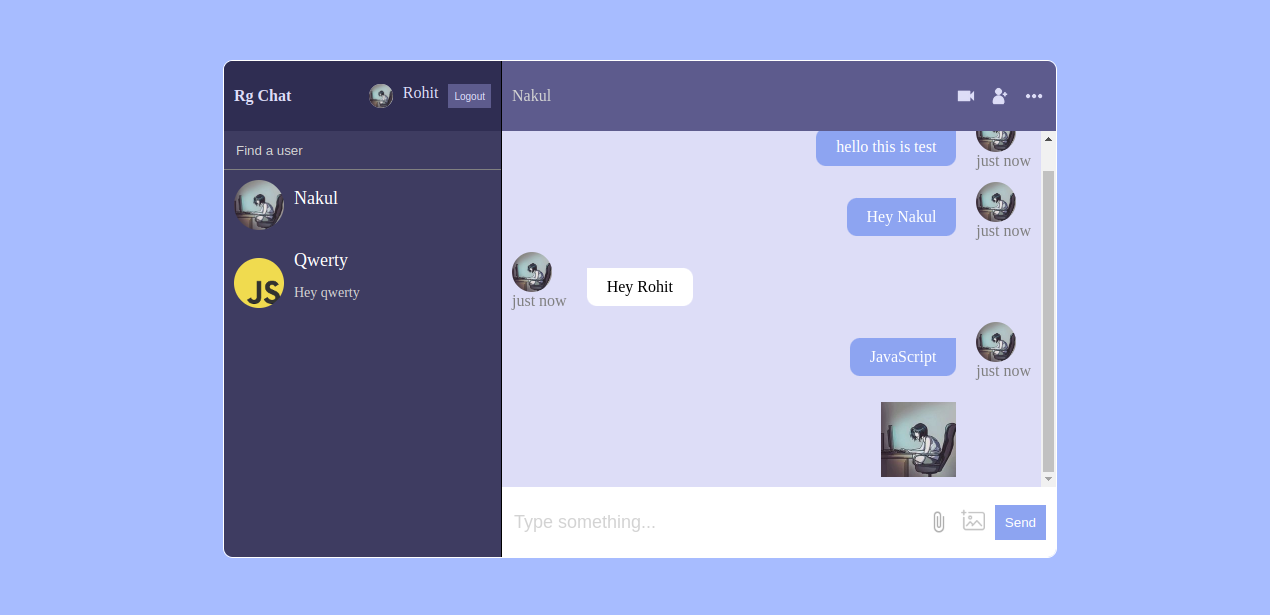 Rg Chat
Rohit
Logout
Find a user
Nakul
Qwerty
JS
Hey qwerty
Nakul
hello this is test
just now
Hey Nakul
just now
Hey Rohit
just now
JavaScript
just now
Type something...
Send